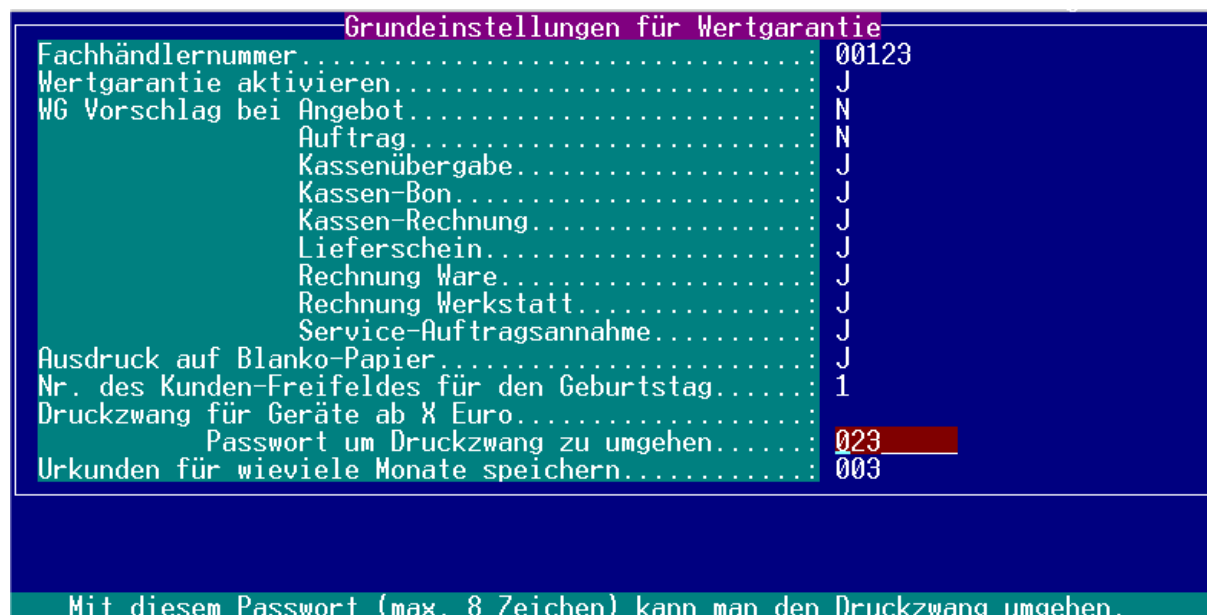 Grundeinstellungen für Wertgarantie
Fachhändlernummer.................................: 00123
Wertgarantie aktivieren...........................: J
WG Vorschlag bei Angebot..........................: N
Auftrag.................................: N
Kassenübergabe..........................: J
Kassen-Bon..............................: J
Kassen-Rechnung.........................: J
Lieferschein............................: J
Rechnung Ware...........................: J
Rechnung Werkstatt......................: J
Service-Auftragsannahme.................: J
Ausdruck auf Blanko-Papier........................: J
Nr. des Kunden-Freifeldes für den Geburtstag......: 1
Druckzwang für Geräte ab X Euro...................:
Passwort um Druckzwang zu umgehen......: 023
Urkunden für wieviele Monate speichern............: 003
Mit diesem Passwort (max. 8 Zeichen) kann man den Druckzwang umgehen.